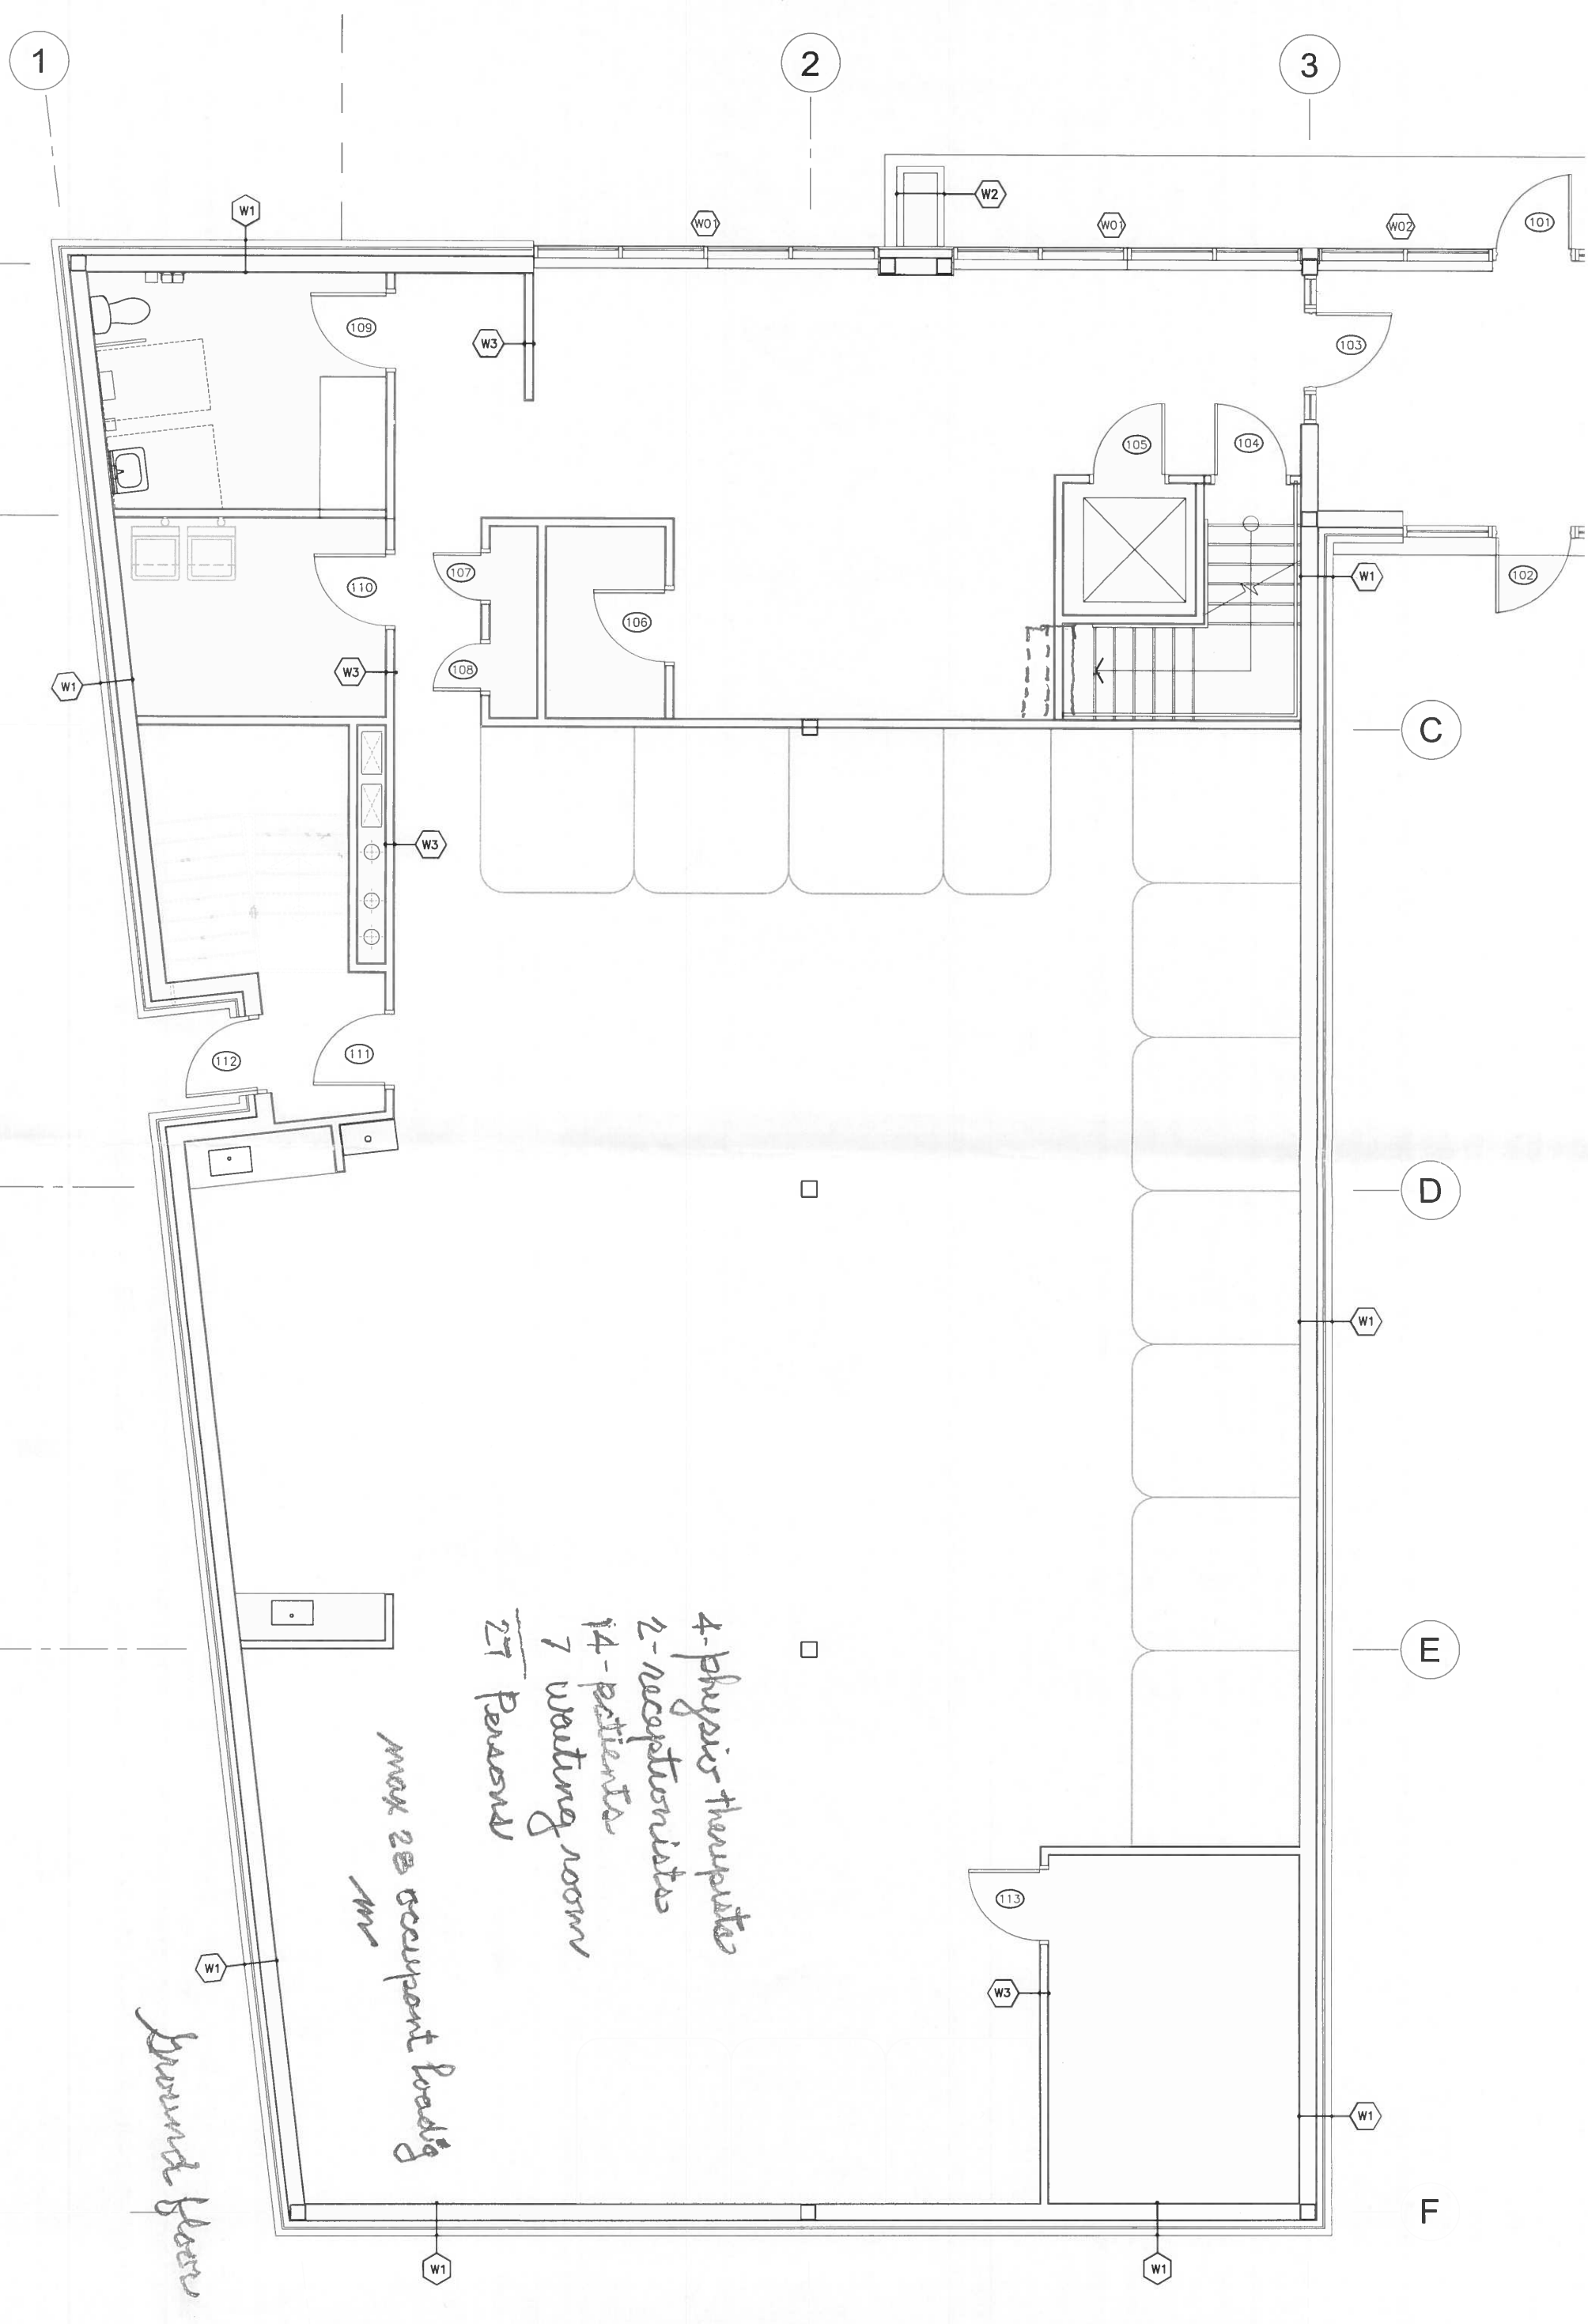 1
2
3
W1
W2
W01
W01
W02
101
109
W3
103
105
104
107
110
106
W1
102
108
W3
W1
C
W3
112
111
D
W1
E
4-physio therapists
2-receptionists
14-patients
7 waiting room
27 Persons
max 28 occupant loadig
113
W1
W3
Ground floor
W1
F
W1
W1